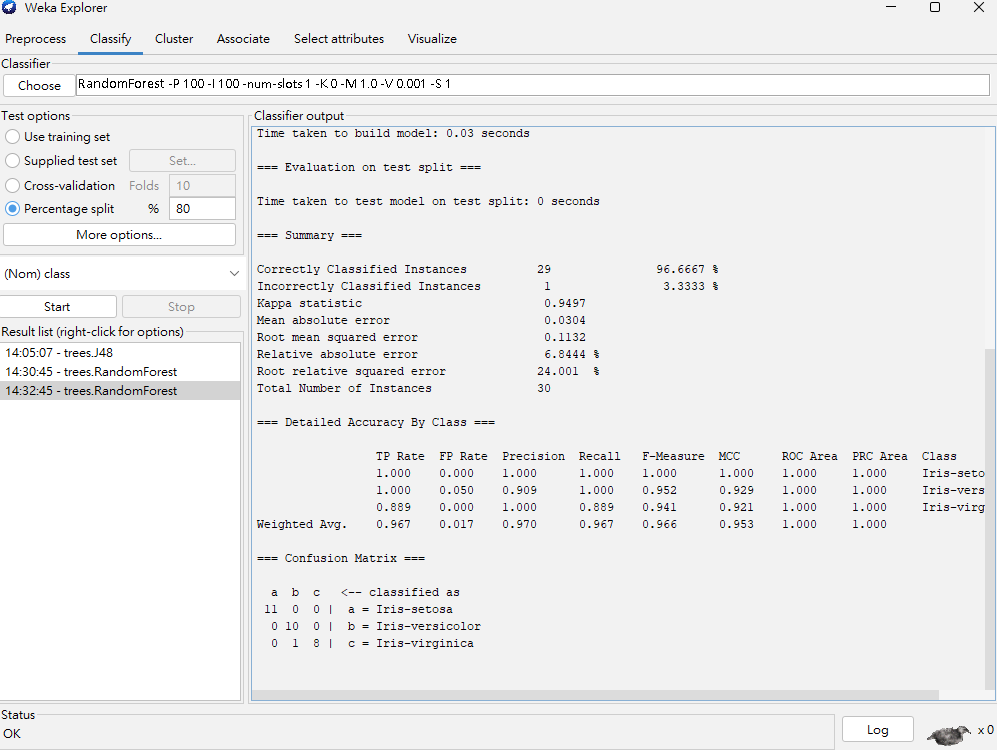 Weka Explorer
Preprocess Classify Cluster Associate Select attributes Visualize
Classifier
Choose RandomForest -P 100 -I 100 -num-slots 1 -K 0 -M 1.0 -V 0.001 -S 1
Test options
Use training set
Supplied test set Set...
Cross-validation Folds 10
Percentage split % 80
More options...
(Nom) class
Start Stop
Result list (right-click for options)
14:05:07 - trees.J48
14:30:45 - trees.RandomForest
14:32:45 - trees.RandomForest
Classifier output
Time taken to build model: 0.03 seconds
=== Evaluation on test split ===
Time taken to test model on test split: 0 seconds
=== Summary ===
Correctly Classified Instances 29 96.6667 %
Incorrectly Classified Instances 1 3.3333 %
Kappa statistic 0.9497
Mean absolute error 0.0304
Root mean squared error 0.1132
Relative absolute error 6.8444 %
Root relative squared error 24.001 %
Total Number of Instances 30
=== Detailed Accuracy By Class ===
TP Rate FP Rate Precision Recall F-Measure MCC ROC Area PRC Area Class
1.000 0.000 1.000 1.000 1.000 1.000 1.000 1.000 Iris-seto
1.000 0.050 0.909 1.000 0.952 0.929 1.000 1.000 Iris-vers
0.889 0.000 1.000 0.889 0.941 0.921 1.000 1.000 Iris-virg
Weighted Avg. 0.967 0.017 0.970 0.967 0.966 0.953 1.000 1.000
=== Confusion Matrix ===
a b c <-- classified as
11 0 0 | a = Iris-setosa
0 10 0 | b = Iris-versicolor
0 1 8 | c = Iris-virginica
Status
OK
Log x 0